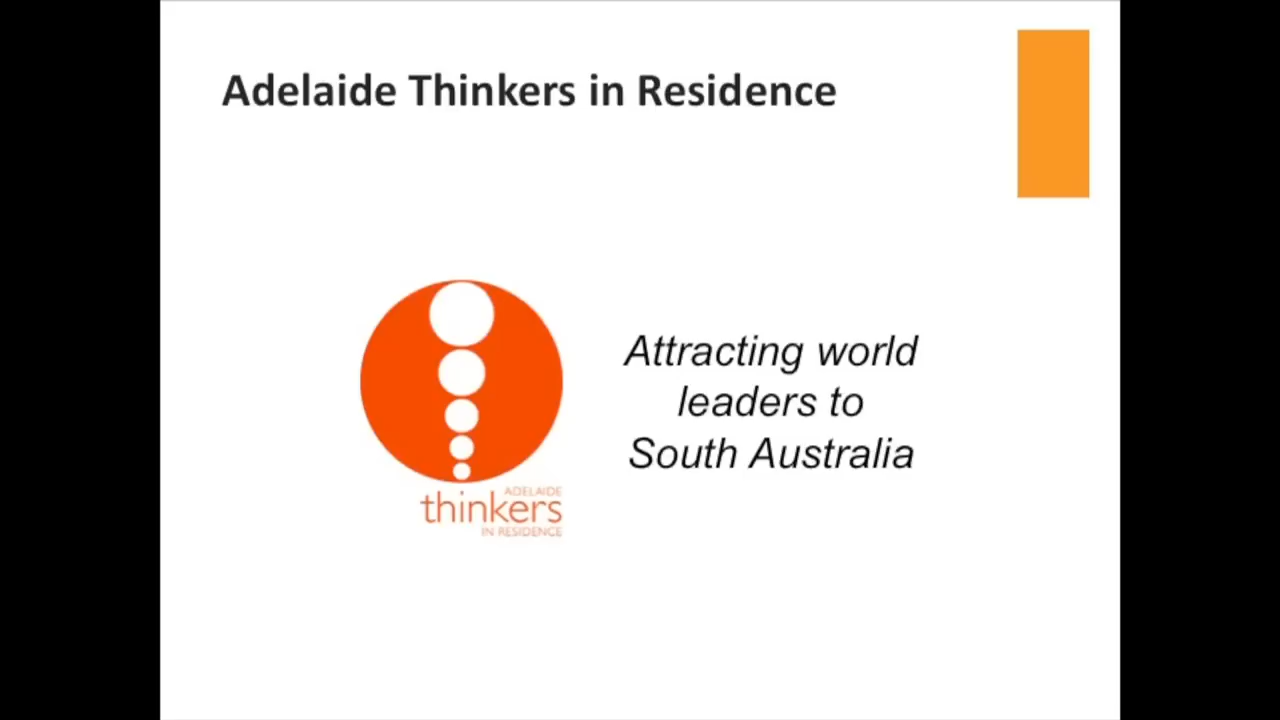 Adelaide Thinkers in Residence
Attracting world
leaders to
South Australia
ADELAIDE
thinkers
IN RESIDENCE